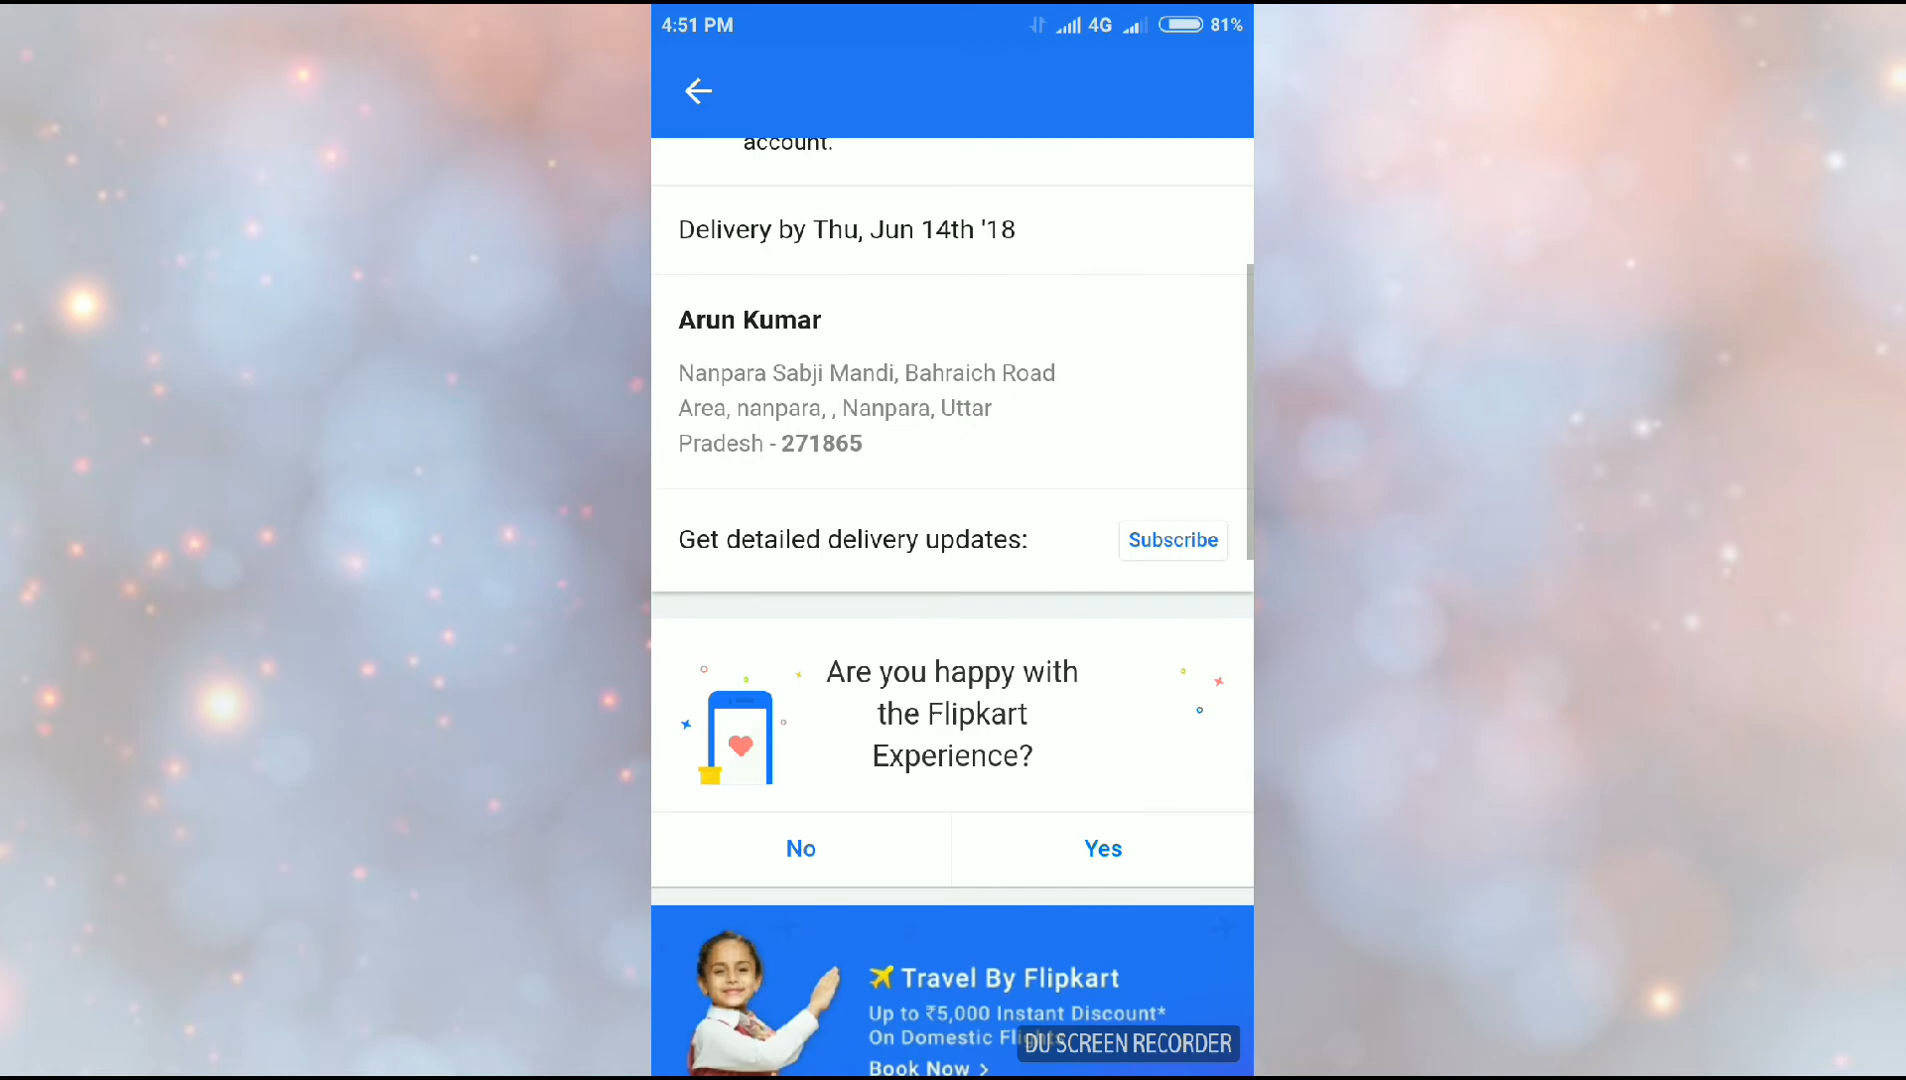 4:51 PM
4G
81%
account.
Delivery by Thu, Jun 14th '18
Arun Kumar
Nanpara Sabji Mandi, Bahraich Road
Area, nanpara, , Nanpara, Uttar
Pradesh - 271865
Get detailed delivery updates:
Subscribe
Are you happy with
the Flipkart
Experience?
No
Yes
Travel By Flipkart
Up to ₹5,000 Instant Discount*
On Domestic
DU SCREEN RECORDER
Book Now >